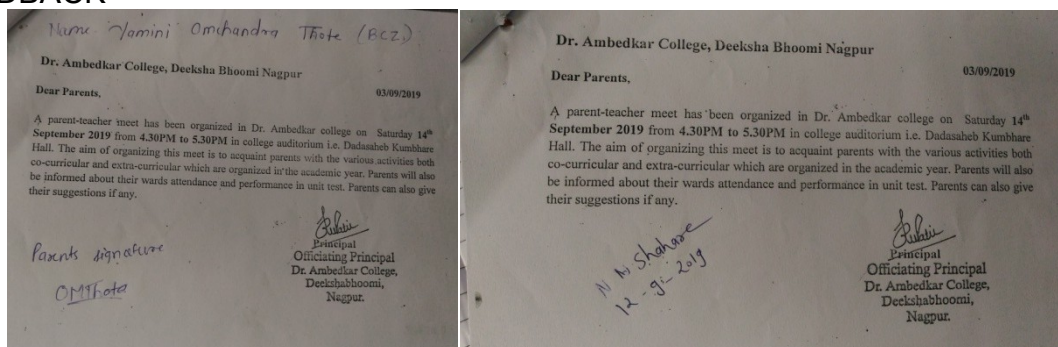 Name Yamini Omchandra Thote (BCZ)
Dr. Ambedkar College, Deeksha Bhoomi Nagpur
Dear Parents,
03/09/2019
A parent-teacher meet has been organized in Dr. Ambedkar college on Saturday 14th
September 2019 from 4.30PM to 5.30PM in college auditorium i.e. Dadasaheb Kumbhare
Hall. The aim of organizing this meet is to acquaint parents with the various activities both
co-curricular and extra-curricular which are organized in the academic year. Parents will also
be informed about their wards attendance and performance in unit test. Parents can also give
their suggestions if any.
Parents signature
OMThote
Principal
Officiating Principal
Dr. Ambedkar College,
Deekshabhoomi,
Nagpur.
Dr. Ambedkar College, Deeksha Bhoomi Nagpur
03/09/2019
Dear Parents,
A parent-teacher meet has been organized in Dr. Ambedkar college on Saturday 14th
September 2019 from 4.30PM to 5.30PM in college auditorium i.e. Dadasaheb Kumbhare
Hall. The aim of organizing this meet is to acquaint parents with the various activities both
co-curricular and extra-curricular which are organized in the academic year. Parents will also
be informed about their wards attendance and performance in unit test. Parents can also give
their suggestions if any.
N N Shahare
12-9-2019
Principal
Officiating Principal
Dr. Ambedkar College,
Deekshabhoomi,
Nagpur.